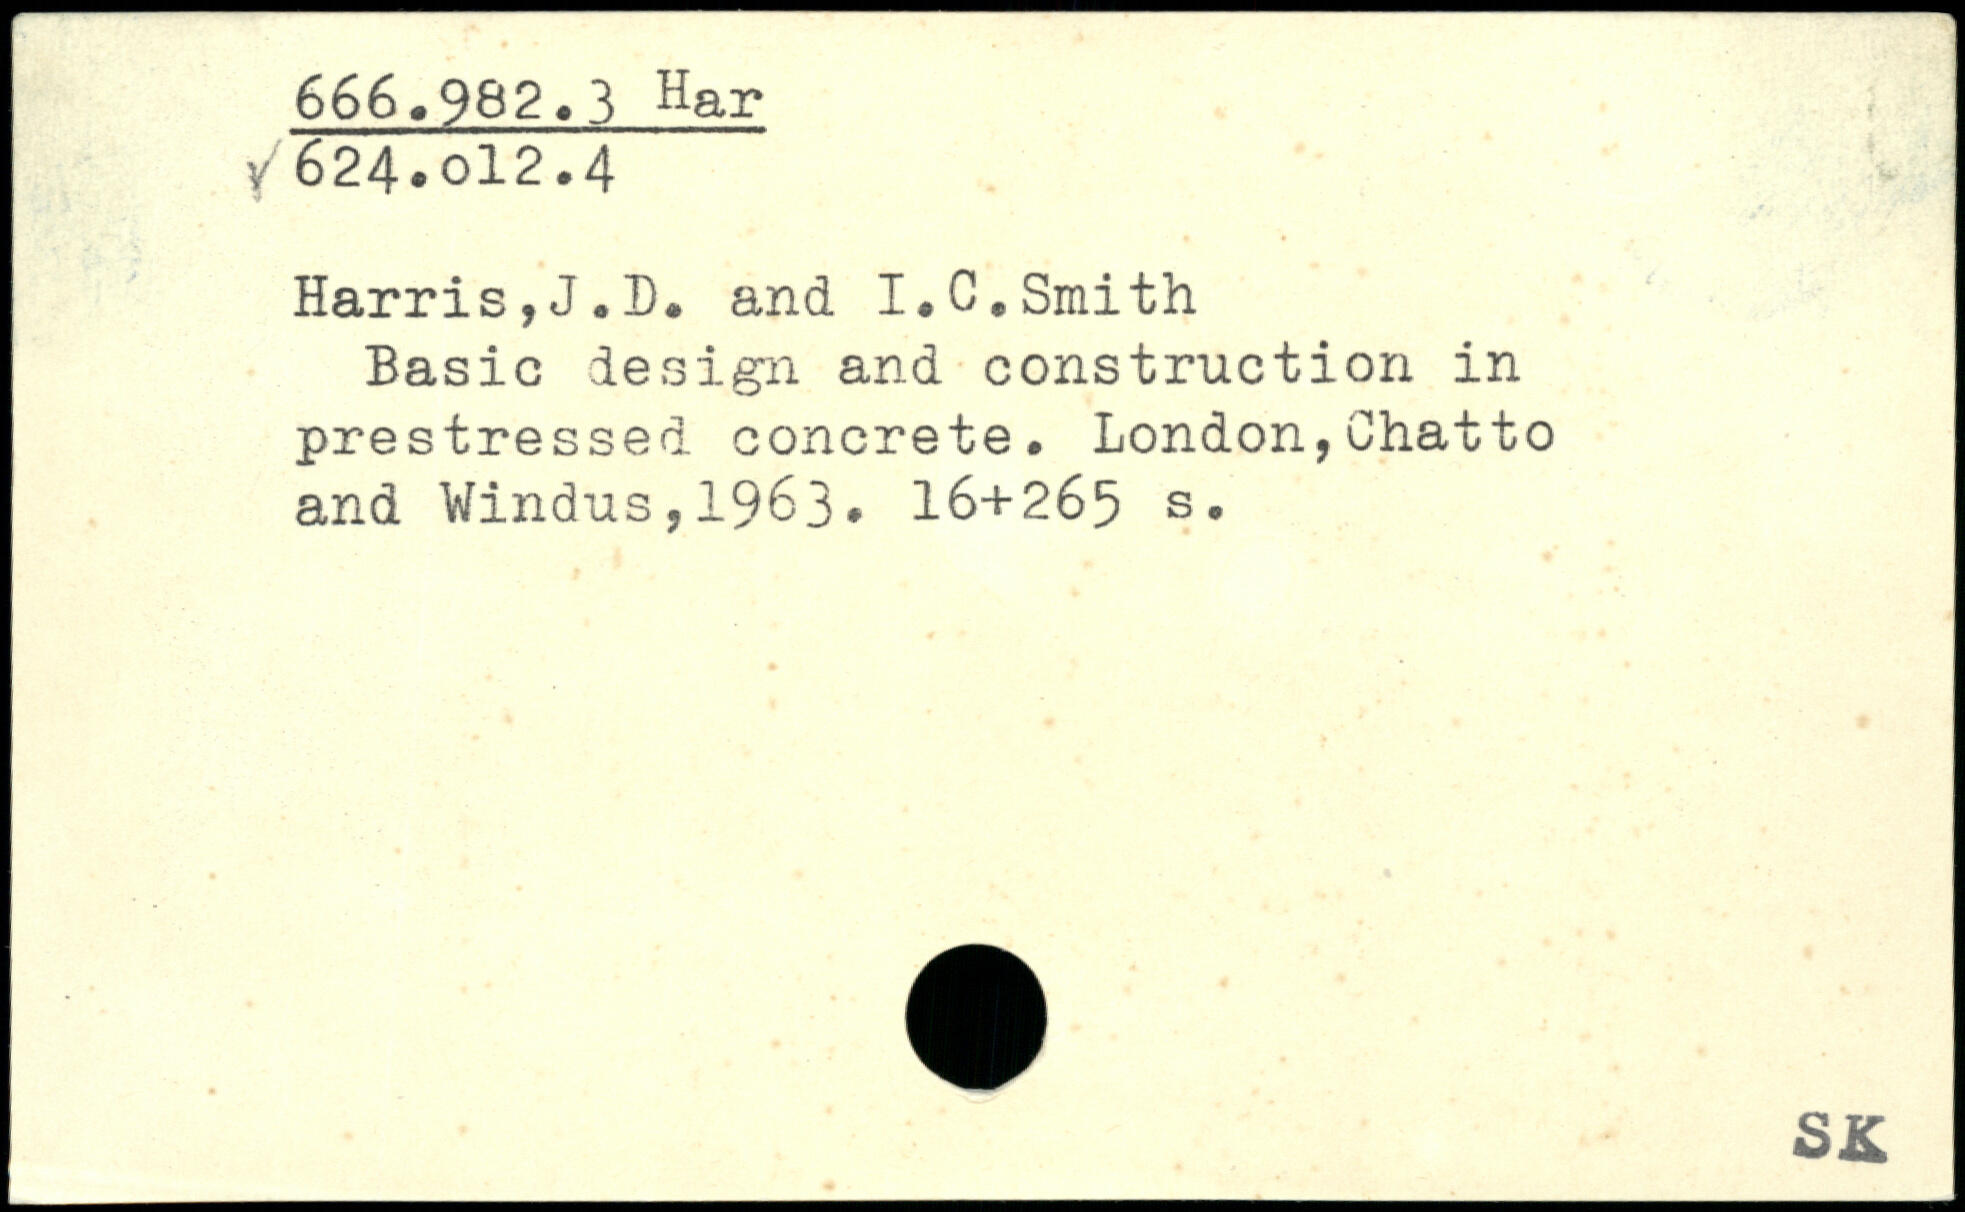 666.982.3 Har
624.o12.4
Harris,J.D. and I.C.Smith
Basic design and construction in
prestressed concrete. London,Chatto
and Windus,1963. 16+265 s.
SK